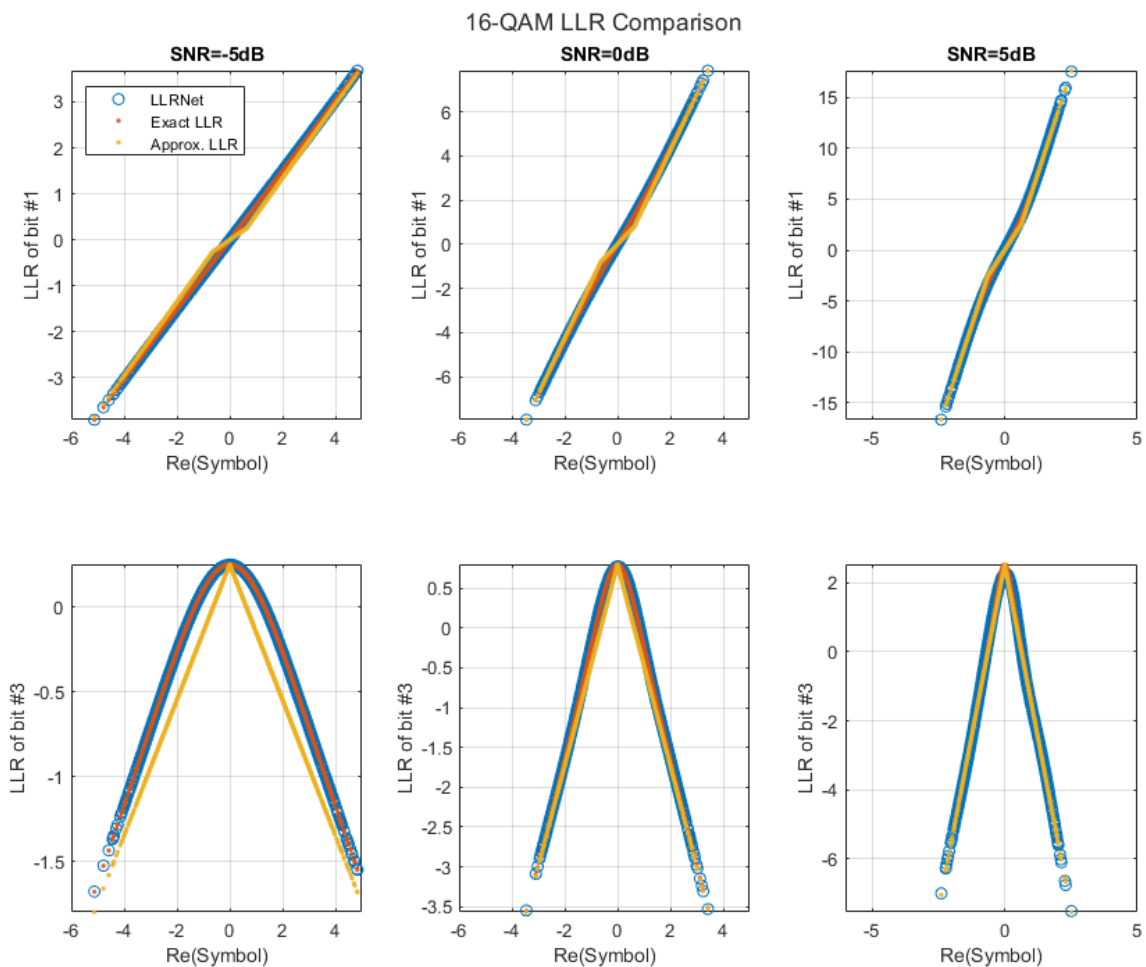 16-QAM LLR Comparison
SNR=-5dB
SNR=0dB
SNR=5dB
LLRNet
Exact LLR
Approx. LLR
3
2
1
0
-1
-2
-3
LLR of bit #1
-6 -4 -2 0 2 4
Re(Symbol)
6
4
2
0
-2
-4
-6
LLR of bit #1
-6 -4 -2 0 2 4
Re(Symbol)
15
10
5
0
-5
-10
-15
LLR of bit #1
-5 0 5
Re(Symbol)
0
-0.5
-1
-1.5
LLR of bit #3
-6 -4 -2 0 2 4
Re(Symbol)
0.5
0
-0.5
-1
-1.5
-2
-2.5
-3
-3.5
LLR of bit #3
-6 -4 -2 0 2 4
Re(Symbol)
2
0
-2
-4
-6
LLR of bit #3
-5 0 5
Re(Symbol)